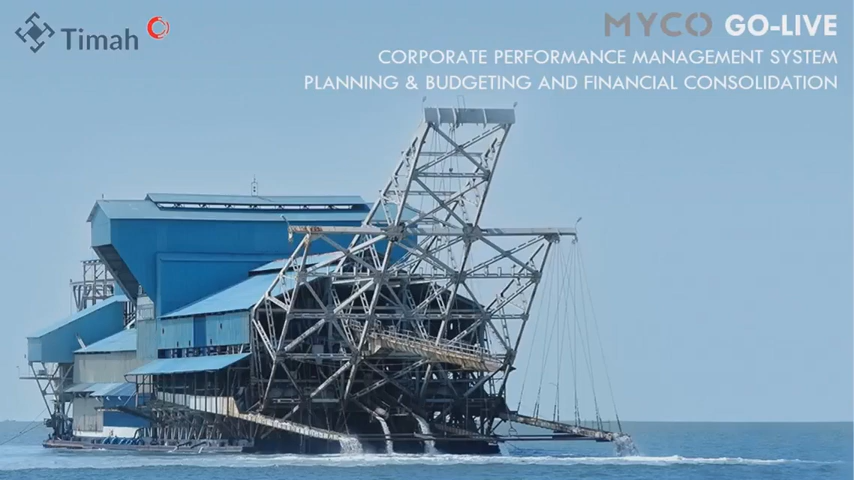 Timah
MYCO GO-LIVE
CORPORATE PERFORMANCE MANAGEMENT SYSTEM
PLANNING & BUDGETING AND FINANCIAL CONSOLIDATION